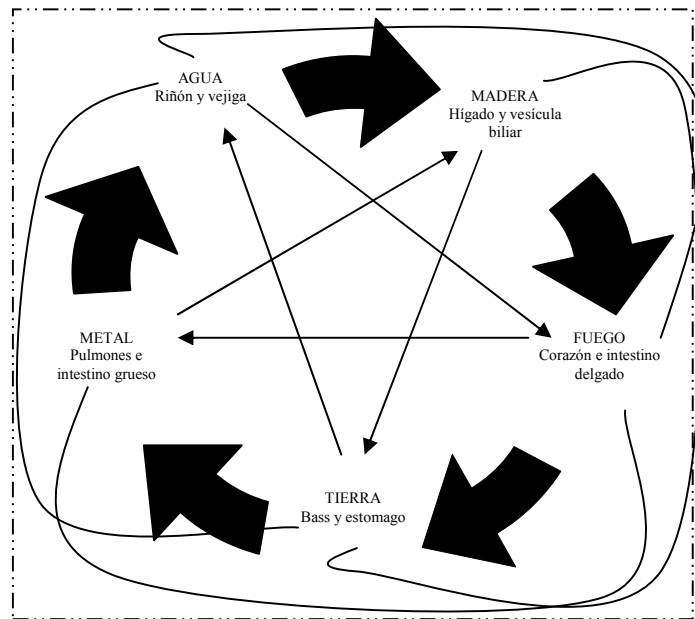 AGUA
Riñón y vejiga
MADERA
Hígado y vesícula
biliar
METAL
Pulmones e
intestino grueso
FUEGO
Corazón e intestino
delgado
TIERRA
Bass y estomago